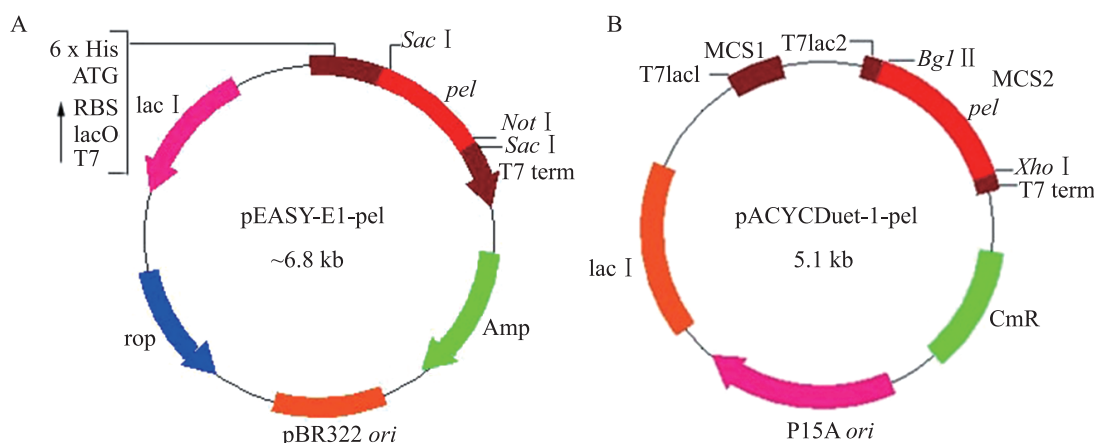 A
6 x His
ATG
RBS
lacO
T7
lac I
Sac I
pel
Not I
Sac I
T7 term
pEASY-E1-pel
~6.8 kb
rop
Amp
pBR322 ori
B
MCS1
T7lac2
T7lacl
Bgl II
MCS2
pel
Xho I
T7 term
pACYCDuet-1-pel
5.1 kb
lac I
CmR
P15A ori